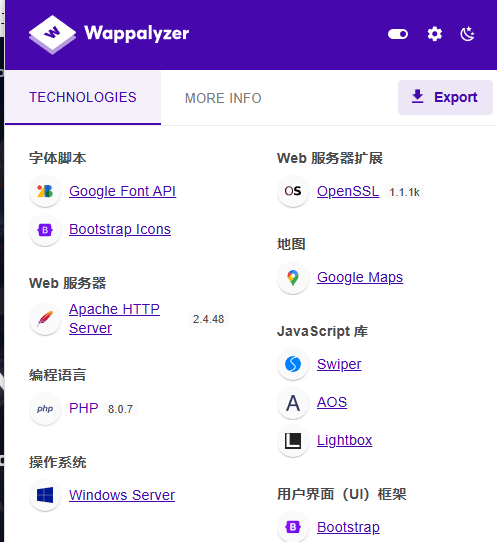 Wappalyzer
TECHNOLOGIES
MORE INFO
Export
字体脚本
Google Font API
Bootstrap Icons
Web 服务器
Apache HTTP
Server
2.4.48
编程语言
php
PHP 8.0.7
操作系统
Windows Server
Web 服务器扩展
OS
OpenSSL 1.1.1k
地图
Google Maps
JavaScript 库
Swiper
A
AOS
Lightbox
用户界面（UI）框架
B
Bootstrap